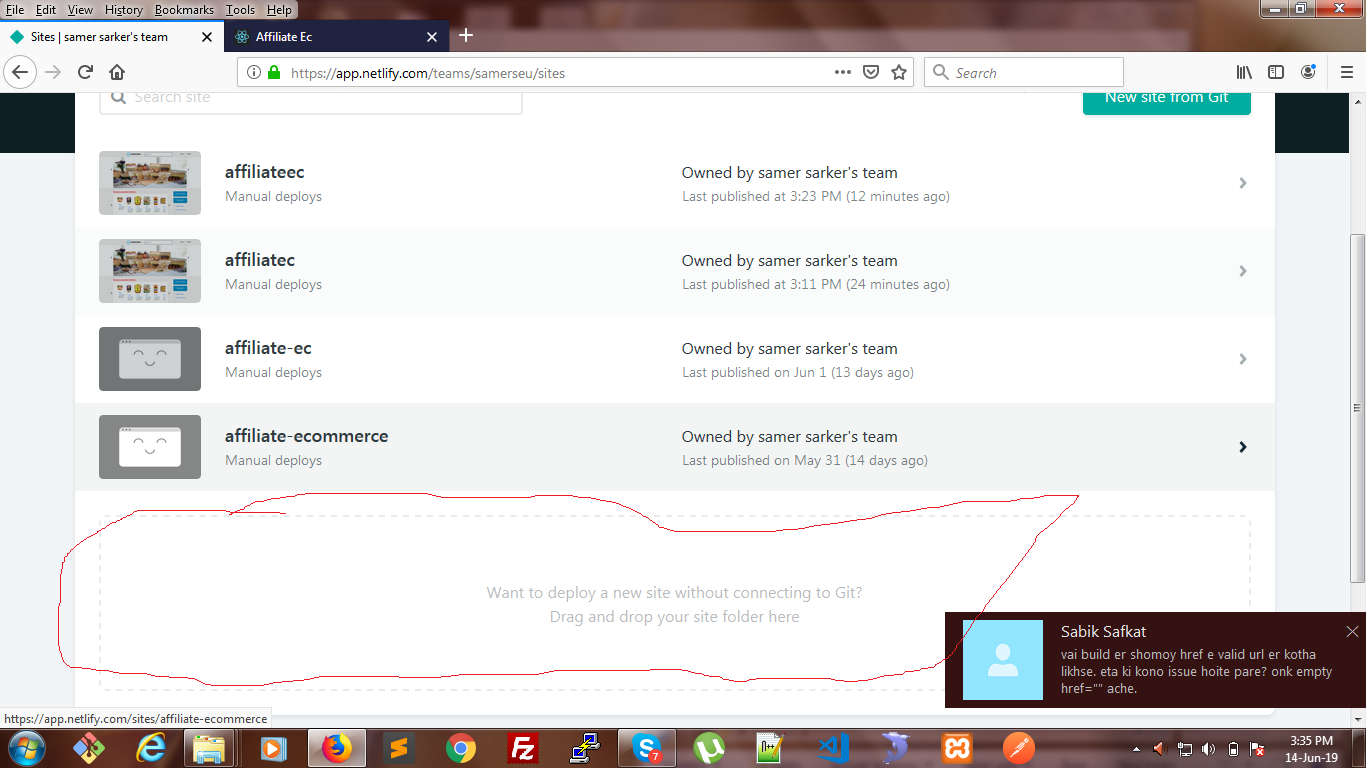 File Edit View History Bookmarks Tools Help
Sites | samer sarker's team
Affiliate Ec
https://app.netlify.com/teams/samerseu/sites
Search
Search site
New site from Git
affiliateec
Manual deploys
Owned by samer sarker's team
Last published at 3:23 PM (12 minutes ago)
affiliatec
Manual deploys
Owned by samer sarker's team
Last published at 3:11 PM (24 minutes ago)
affiliate-ec
Manual deploys
Owned by samer sarker's team
Last published on Jun 1 (13 days ago)
affiliate-ecommerce
Manual deploys
Owned by samer sarker's team
Last published on May 31 (14 days ago)
Want to deploy a new site without connecting to Git?
Drag and drop your site folder here
Sabik Safkat
vai build er shomoy href e valid url er kotha
likhse. eta ki kono issue hoite pare? onk empty
href="" ache.
https://app.netlify.com/sites/affiliate-ecommerce
7
3:35 PM
14-Jun-19